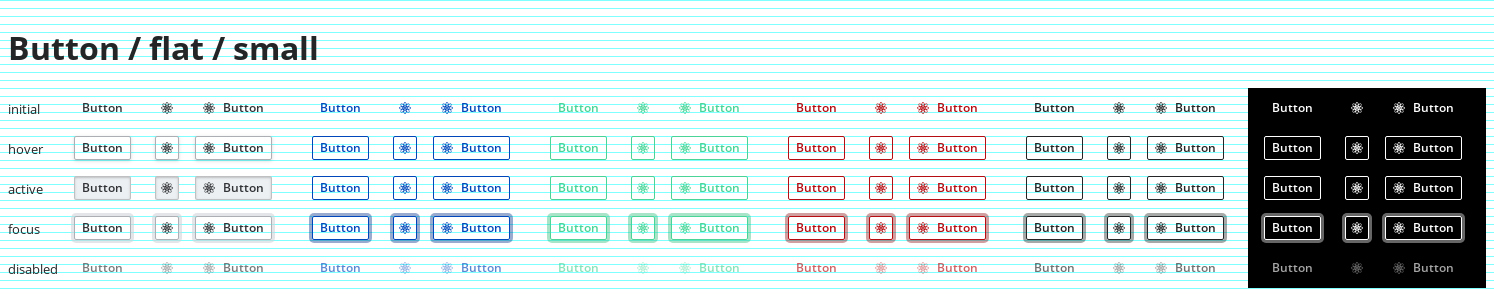 Button / flat / small
initial Button Button Button Button Button Button Button Button Button Button Button Button
hover Button Button Button Button Button Button Button Button Button Button Button Button
active Button Button Button Button Button Button Button Button Button Button Button Button
focus Button Button Button Button Button Button Button Button Button Button Button Button
disabled Button Button Button Button Button Button Button Button Button Button Button Button